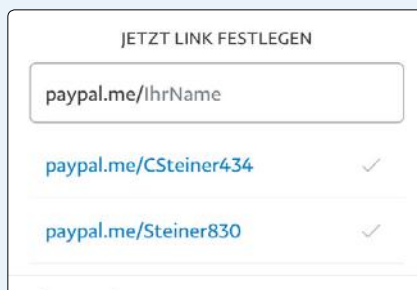 JETZT LINK FESTLEGEN
paypal.me/IhrName
paypal.me/CSteiner434
paypal.me/Steiner830